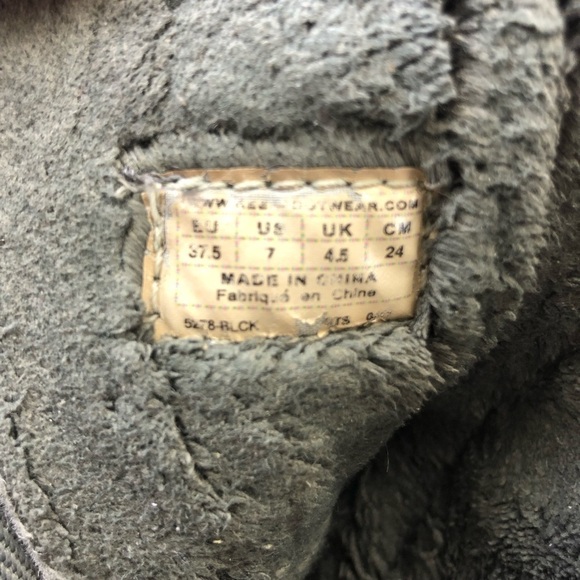 EU US UK CM
37.5 7 4.5 24
MADE IN CHINA
Fabriqué en Chine
5278-BLCK